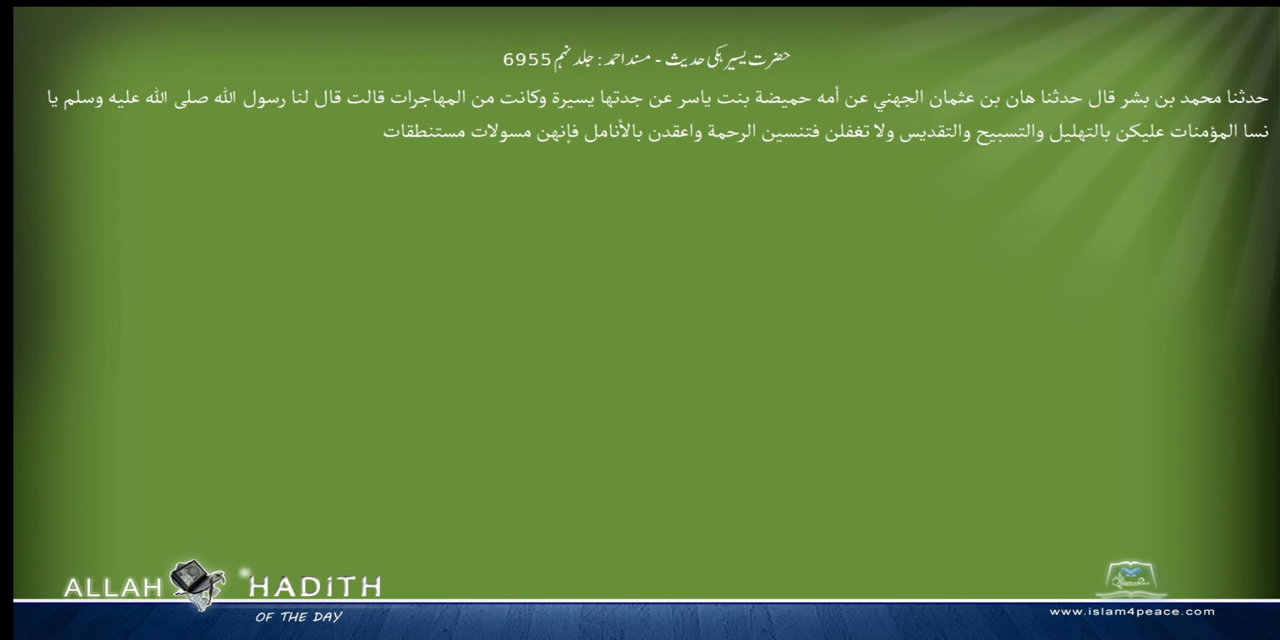 حضرت یسیرہ کی حدیث - مسند احمد : جلد نہم 6955
حدثنا محمد بن بشر قال حدثنا هان بن عثمان الجهني عن أمه حميضة بنت ياسر عن جدتها يسيرة وكانت من المهاجرات قالت قال لنا رسول الله صلى الله عليه وسلم يا
نسا المؤمنات عليكن بالتهليل والتسبيح والتقديس ولا تغفلن فتنسين الرحمة واعقدن بالأنامل فإنهن مسولات مستنطقات
ALLAH HADITH
OF THE DAY
www.islam4peace.com